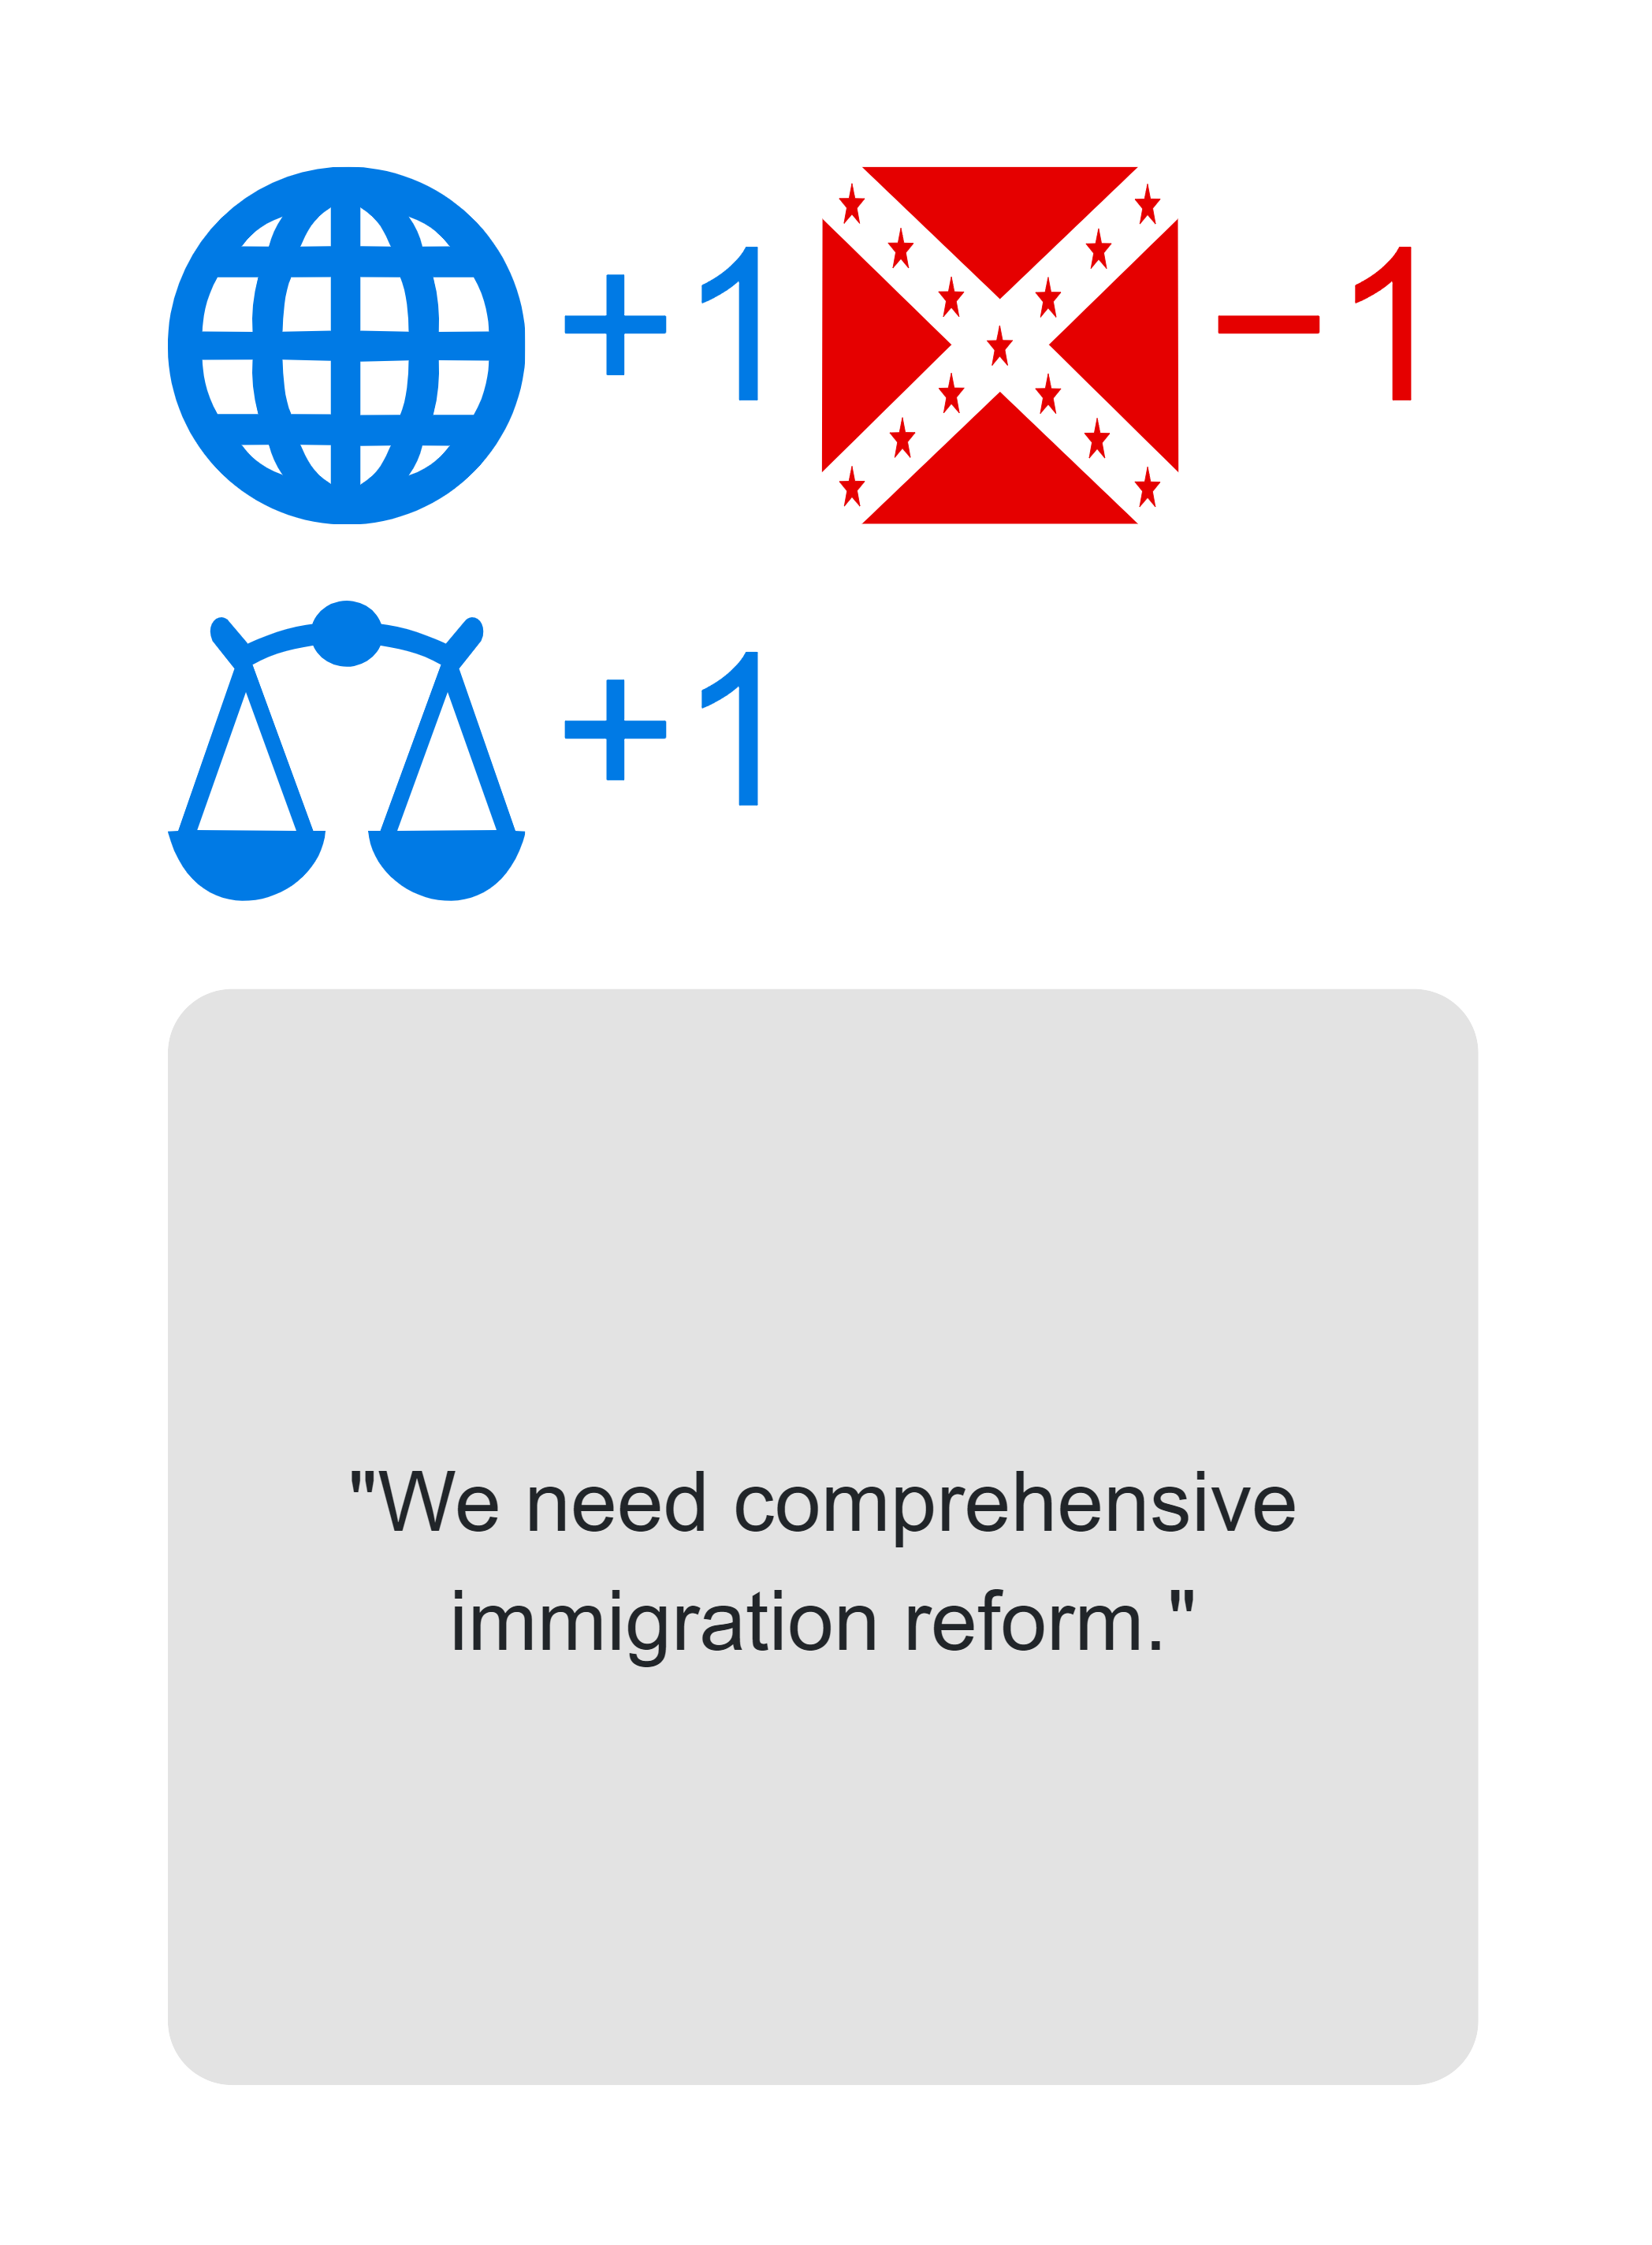 +1 −1
+1
"We need comprehensive
immigration reform."